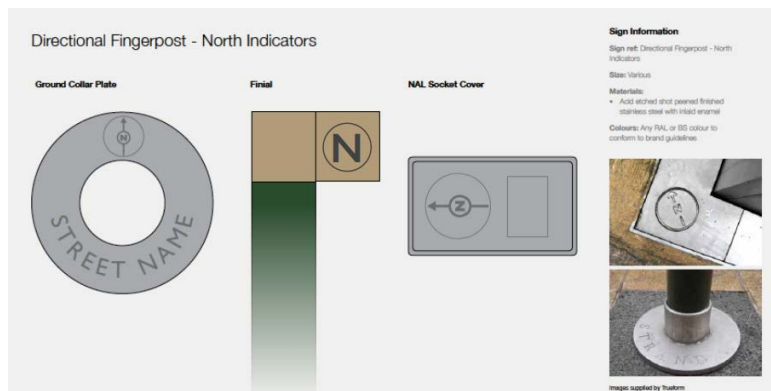 Directional Fingerpost - North Indicators
Ground Collar Plate
N
STREET NAME
Finial
N
NAL Socket Cover
N
Sign Information
Sign ref: Directional Fingerpost - North
Indicators
Size: Various
Materials:
• Acid etched shot peened finished
stainless steel with inlaid enamel
Colours: Any RAL or BS colour to
conform to brand guidelines
N
STRAND
Images supplied by Trueform